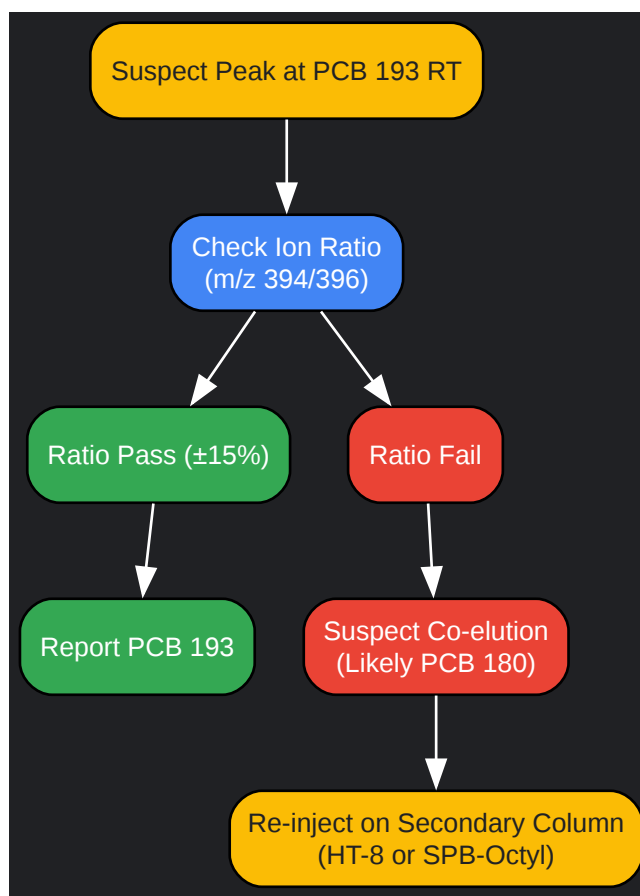 Suspect Peak at PCB 193 RT
Check Ion Ratio
(m/z 394/396)
Ratio Pass (±15%)
Ratio Fail
Report PCB 193
Suspect Co-elution
(Likely PCB 180)
Re-inject on Secondary Column
(HT-8 or SPB-Octyl)